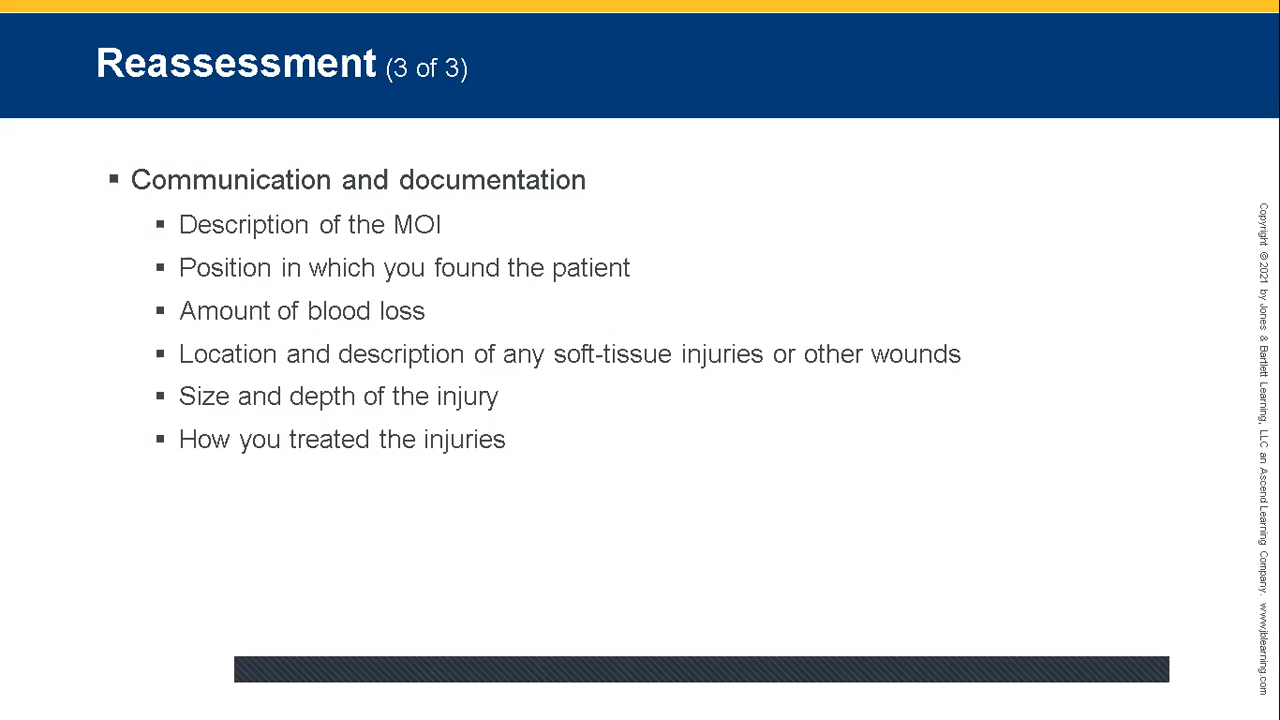 Reassessment (3 of 3)
▪ Communication and documentation
▪ Description of the MOI
▪ Position in which you found the patient
▪ Amount of blood loss
▪ Location and description of any soft-tissue injuries or other wounds
▪ Size and depth of the injury
▪ How you treated the injuries
Copyright © 2021 by Jones & Bartlett Learning, LLC an Ascend Learning Company. www.jblearning.com